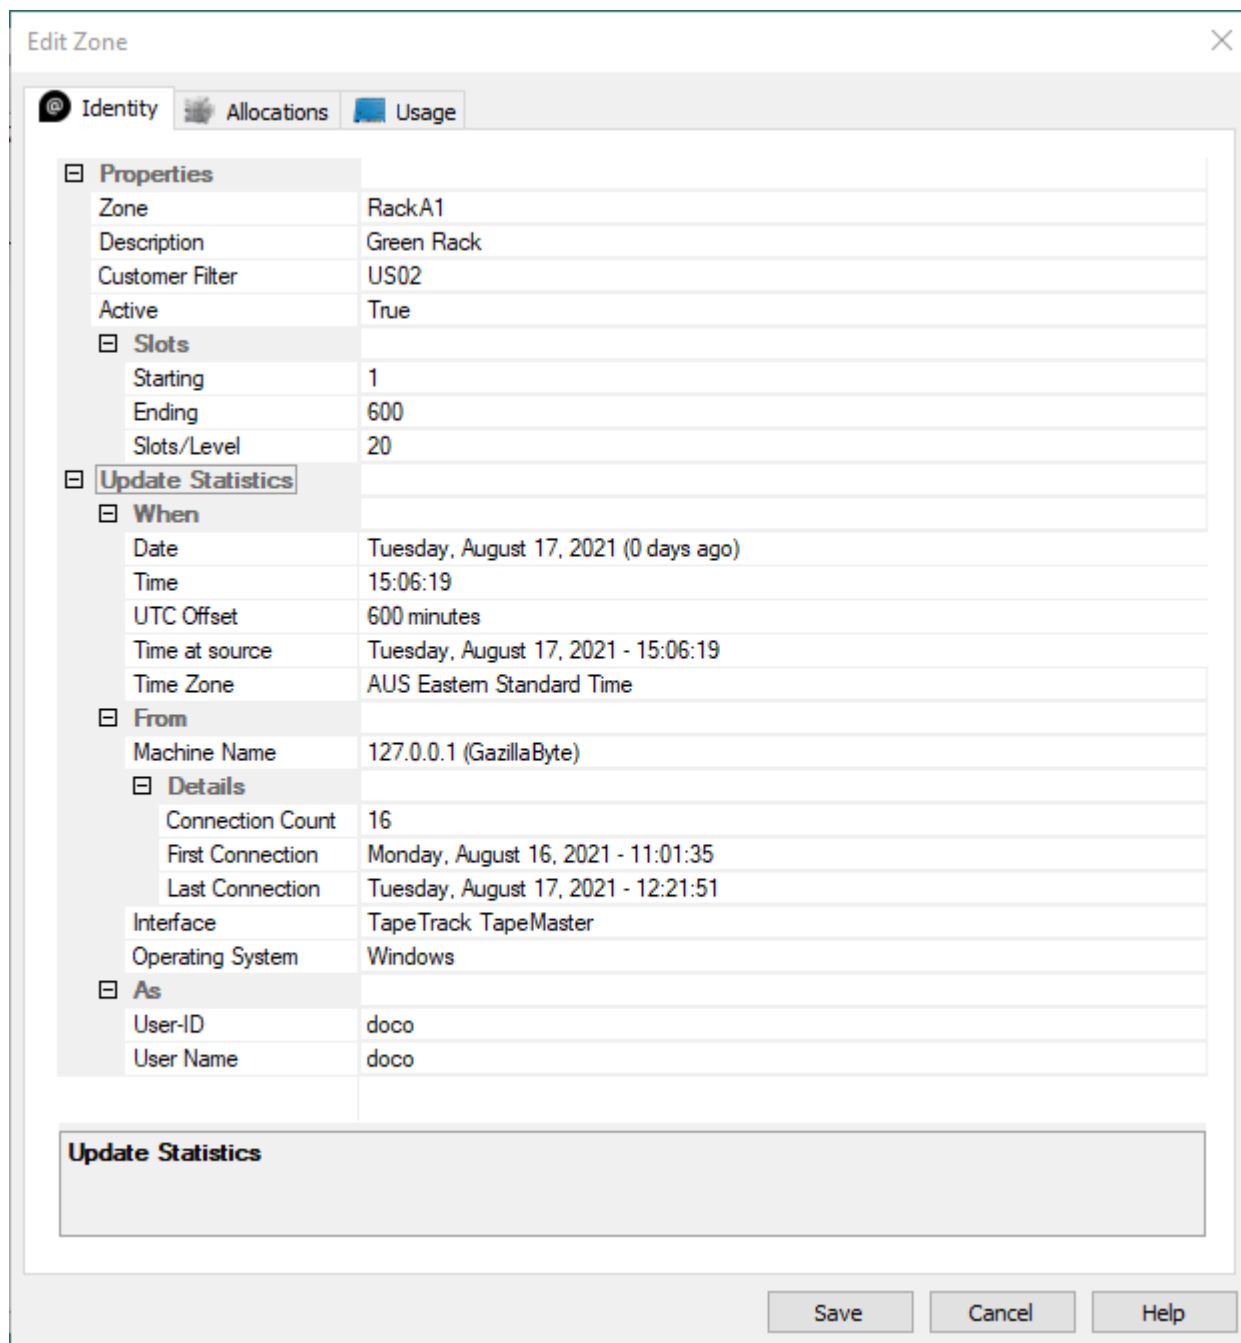 Edit Zone
Identity Allocations Usage
Properties
Zone RackA1
Description Green Rack
Customer Filter US02
Active True
Slots
Starting 1
Ending 600
Slots/Level 20
Update Statistics
When
Date Tuesday, August 17, 2021 (0 days ago)
Time 15:06:19
UTC Offset 600 minutes
Time at source Tuesday, August 17, 2021 - 15:06:19
Time Zone AUS Eastern Standard Time
From
Machine Name 127.0.0.1 (GazillaByte)
Details
Connection Count 16
First Connection Monday, August 16, 2021 - 11:01:35
Last Connection Tuesday, August 17, 2021 - 12:21:51
Interface TapeTrack TapeMaster
Operating System Windows
As
User-ID doco
User Name doco
Update Statistics
Save Cancel Help